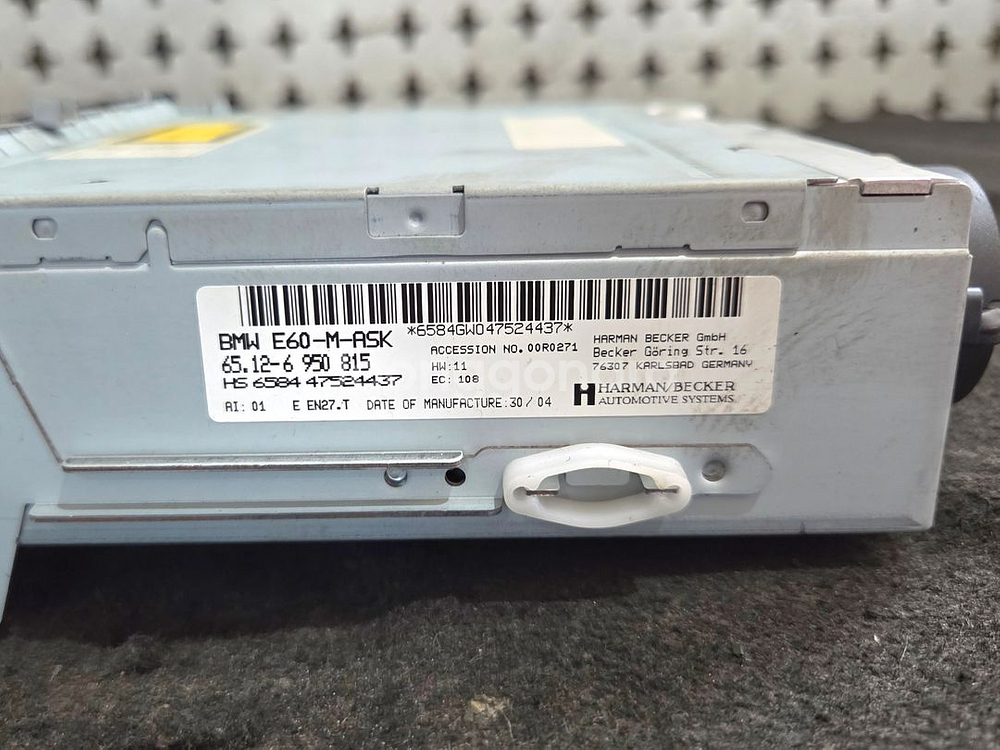 *6584GW047524437*
BMW E60-M-ASK
65.12-6 950 815
HS 6584 47524437
AI: 01 E EN27.T DATE OF MANUFACTURE:30/04
ACCESSION NO.00R0271
HW:11
EC: 108
HARMAN BECKER GmbH
Becker Göring Str. 16
76307 KARLSBAD GERMANY
HARMAN/BECKER
AUTOMOTIVE SYSTEMS